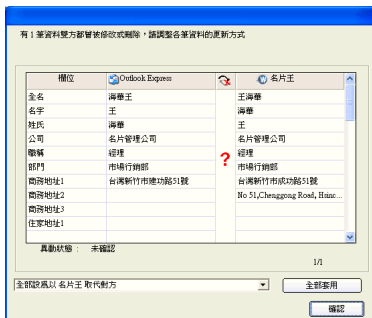 有 1 筆資料雙方都曾被修改或刪除，請調整各筆資料的更新方式
欄位 Outlook Express 名片王
全名 海華王 王海華
名字 王 海華
姓氏 海華 王
公司 名片管理公司 名片管理公司
職稱 經理 ? 經理
部門 市場行銷部 市場行銷部
商務地址1 台灣新竹市建功路51號 台灣新竹市成功路51號
商務地址2 No 51,Chenggong Road, Hsinc...
商務地址3
住家地址1
異動狀態： 未確認
1/1
全部設為以 名片王 取代對方 全部套用
確認